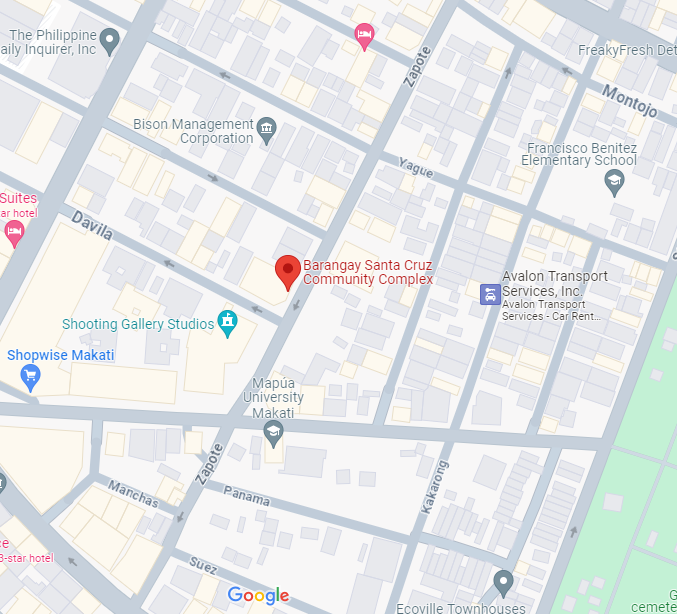 The Philippine
aily Inquirer, Inc
Zapote
FreakyFresh Det
Montojo
Bison Management
Corporation
Yague
Francisco Benitez
Elementary School
Suites
ar hotel
Davila
Barangay Santa Cruz
Community Complex
Avalon Transport
Services, Inc.
Avalon Transport
Services - Car Rent...
Shooting Gallery Studios
Shopwise Makati
Mapúa
University
Makati
Zapote
Kakarong
Manchas
Panama
ce
3-star hotel
Suez
Google
Ecoville Townhouses
G
cemete